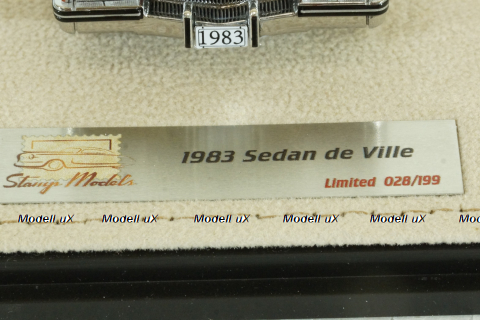 1983
1983 Sedan de Ville
Stamp Models
Limited 028/199
Modell uX Modell uX Modell uX Modell uX Modell uX